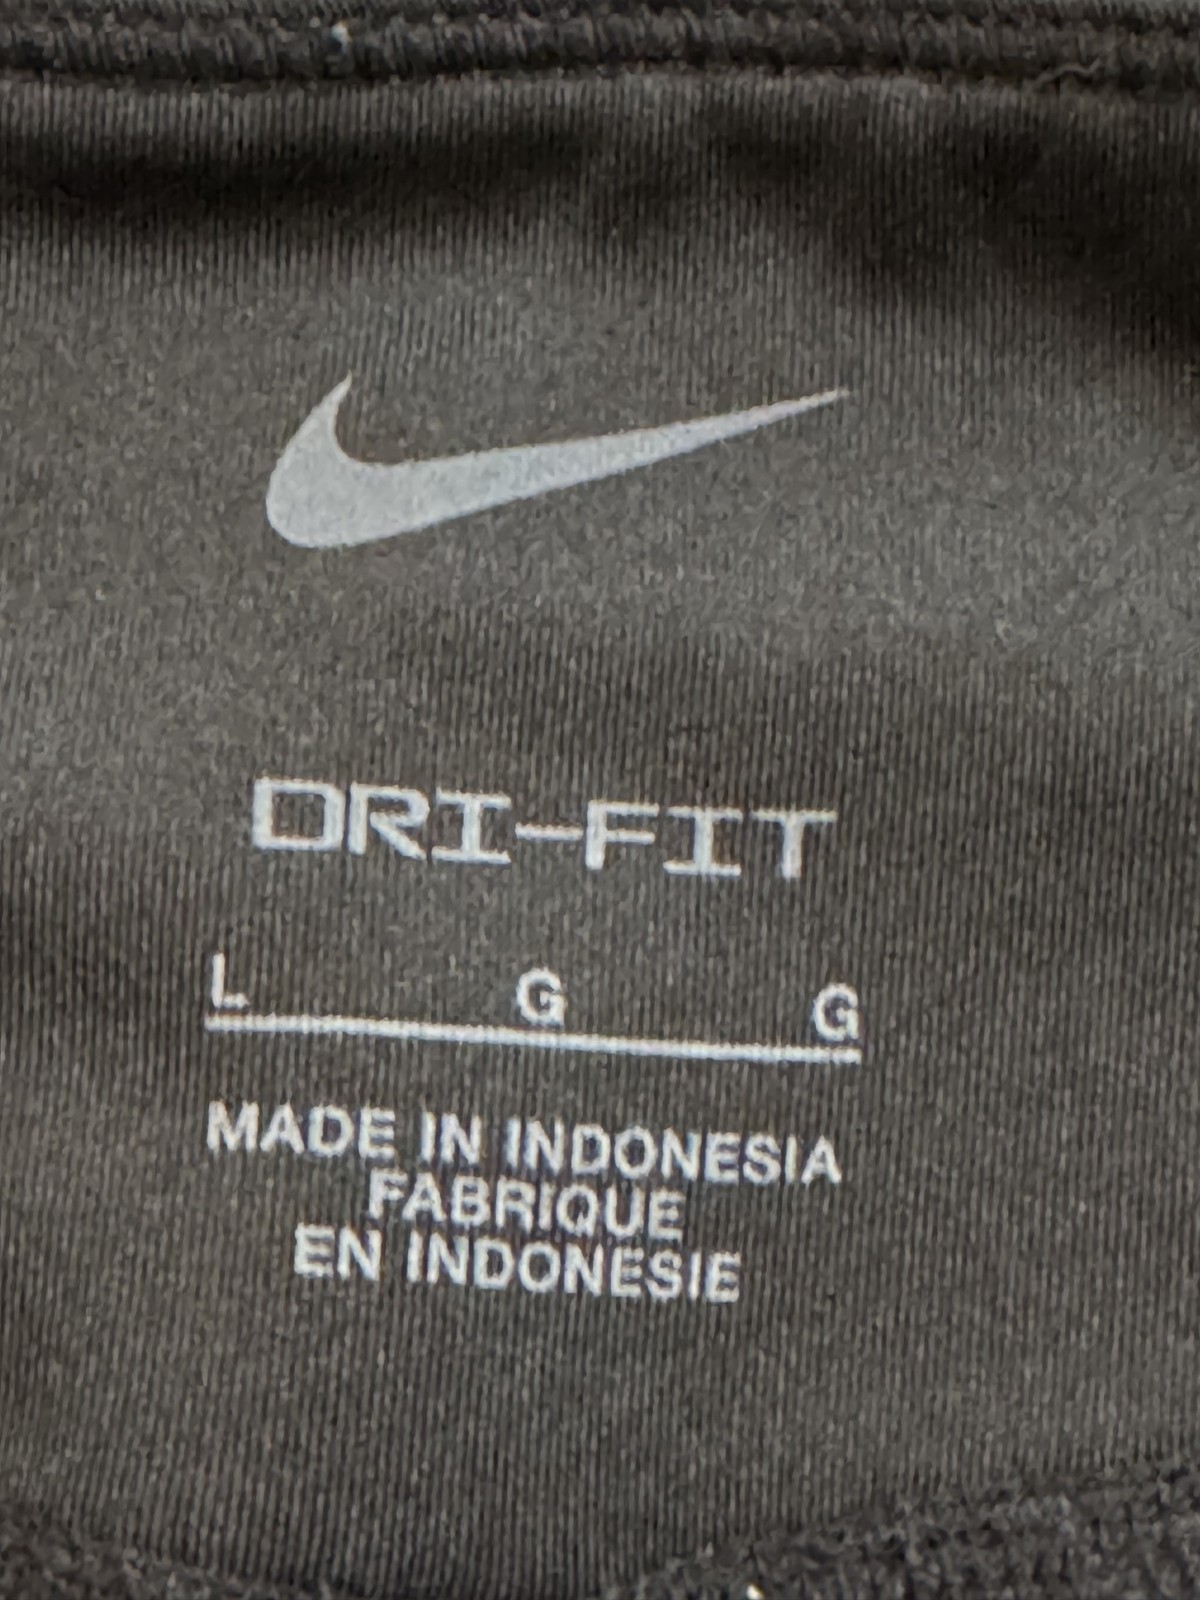 DRI-FIT
L G G
MADE IN INDONESIA
FABRIQUE
EN INDONESIE